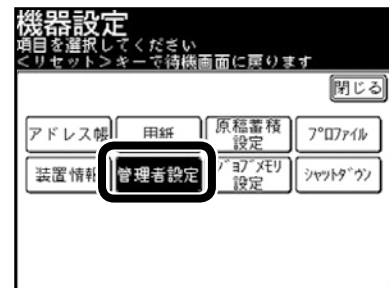 機器設定
項目を選択してください
<リセット>キーで待機画面に戻ります
閉じる
アドレス帳
用紙
原稿蓄積
設定
プロファイル
装置情報
管理者設定
ジョブメモリ
設定
シャットダウン